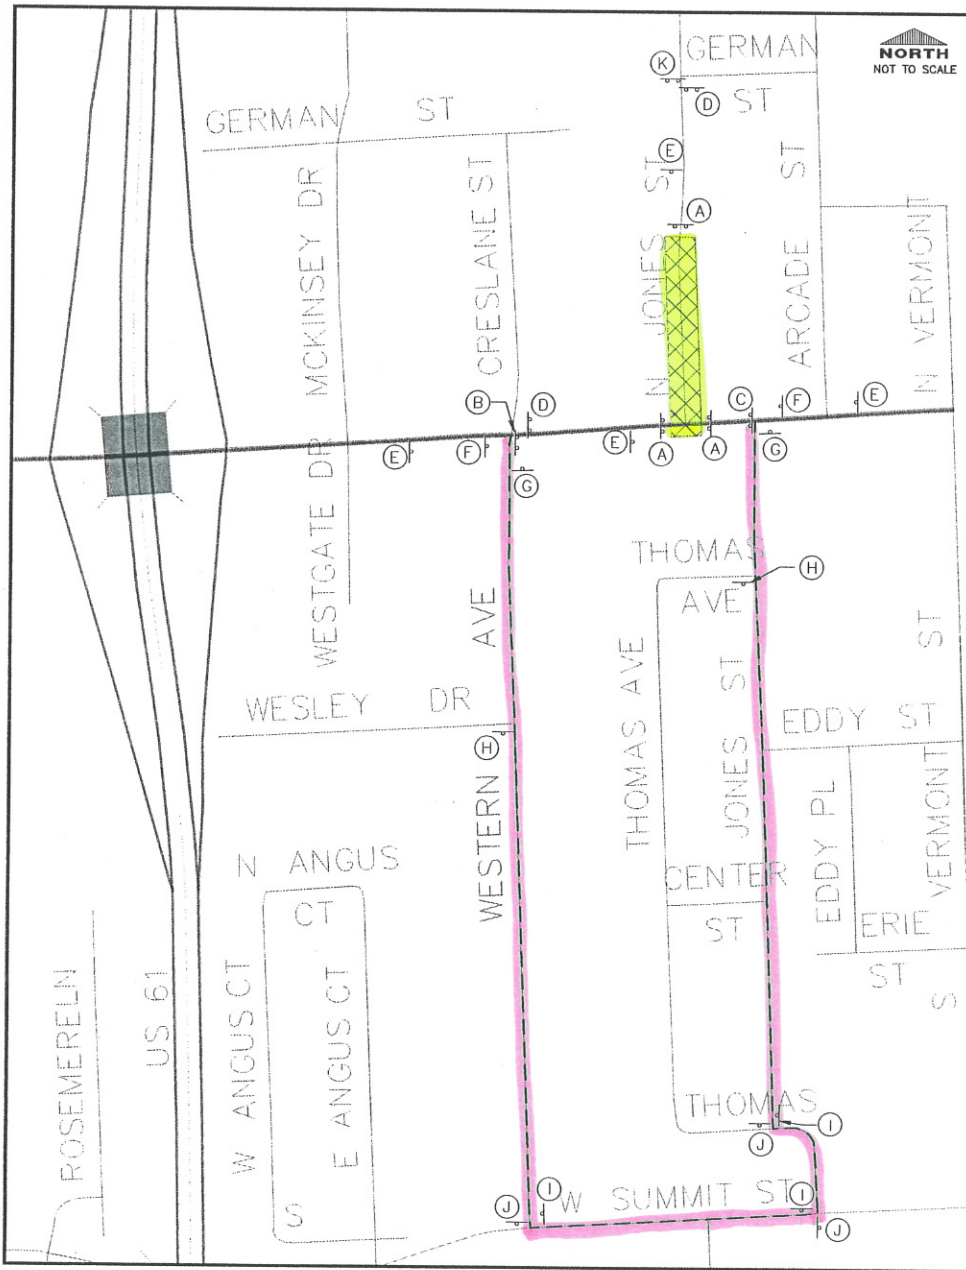 NORTH
NOT TO SCALE
GERMAN
ST
K
D
GERMAN
ST
E
A
MCKINSEY DR
CRESLANE ST
N JONES ST
ARCADE ST
N VERMONT
B
D
C
F
E
E
F
G
E
A
A
G
WESTGATE DR
THOMAS
AVE
H
WESTERN AVE
THOMAS AVE
JONES ST
WESLEY DR
H
EDDY ST
EDDY PL
S VERMONT ST
N ANGUS
CT
CENTER
ST
ERIE
ST
ROSEMERELN
US 61
W ANGUS CT
E ANGUS CT
THOMAS
J
I
S
J
I
W SUMMIT ST
I
J